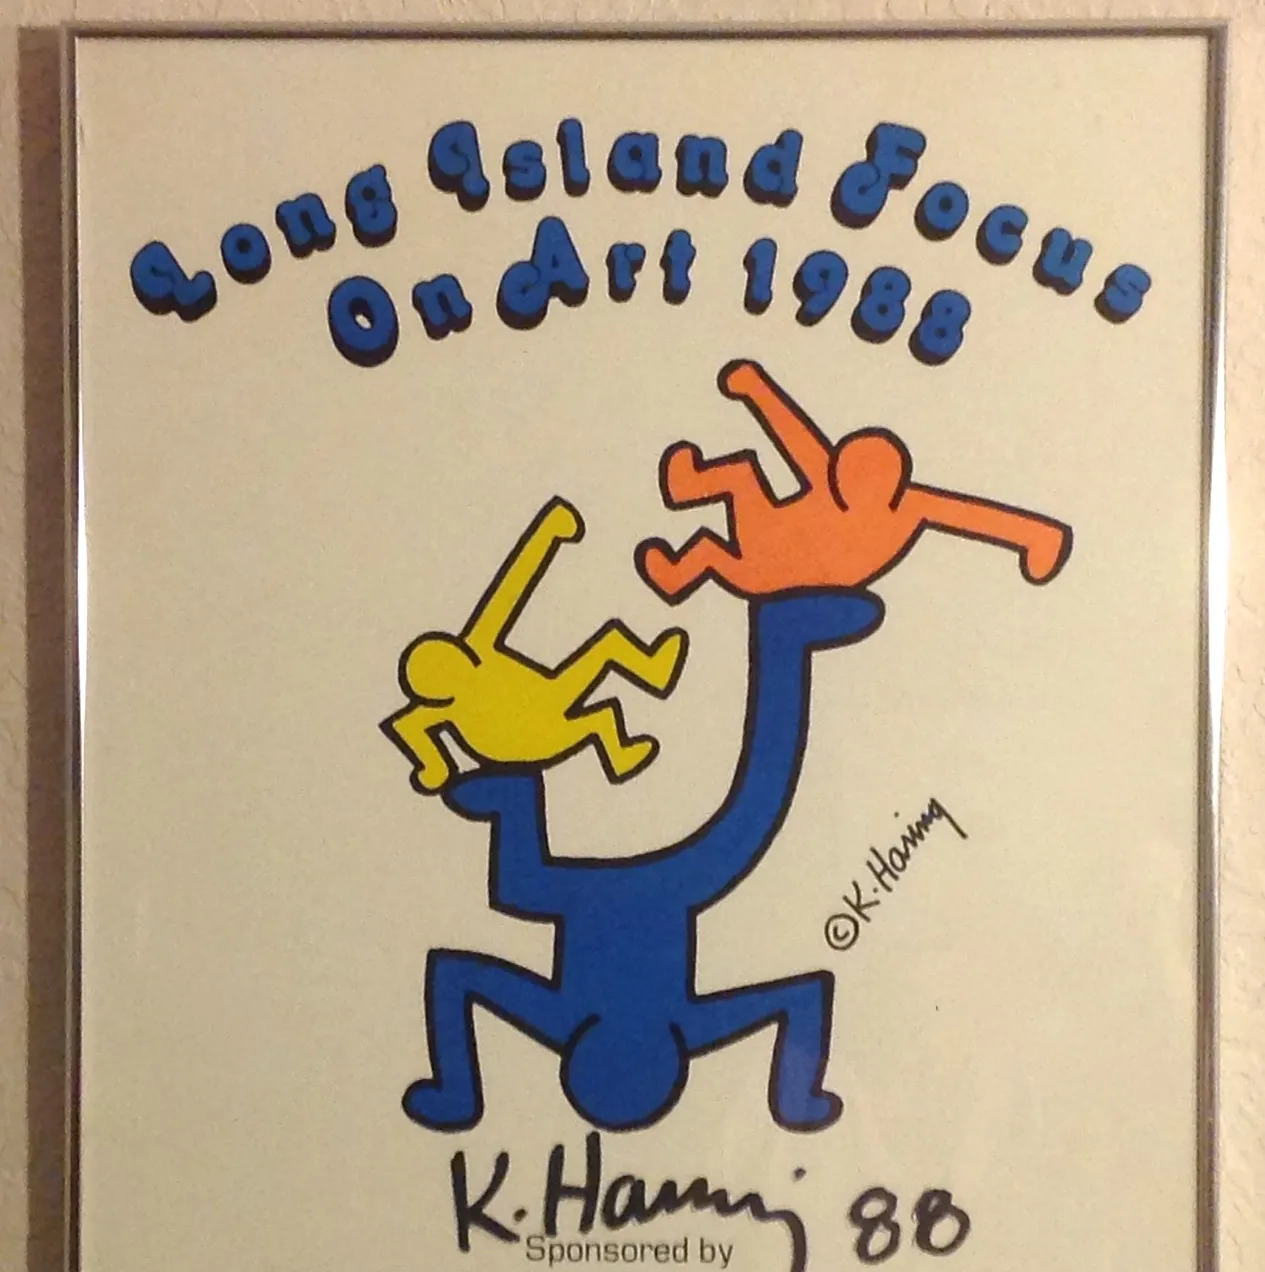 Long Island Focus
On Art 1988
©K.Haring
K.Haring 88
Sponsored by